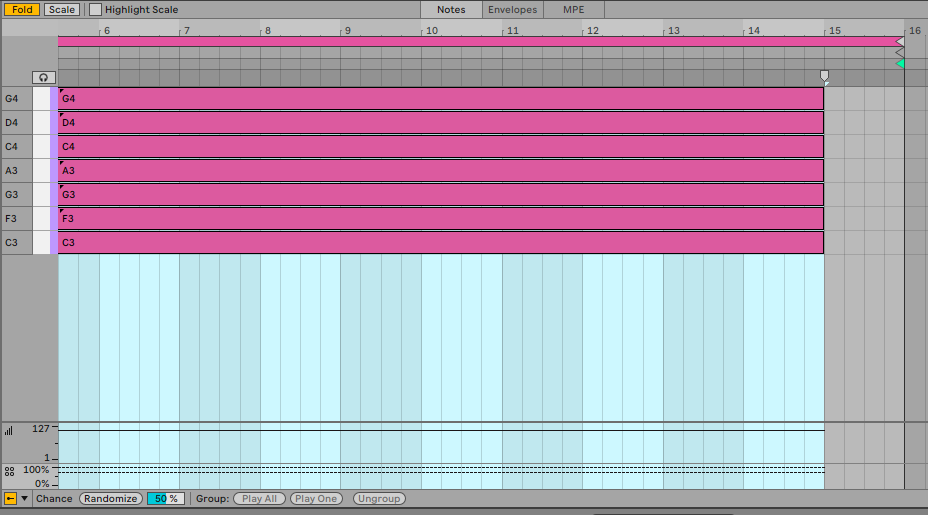 Fold Scale Highlight Scale Notes Envelopes MPE
6 7 8 9 10 11 12 13 14 15 16
G4 G4
D4 D4
C4 C4
A3 A3
G3 G3
F3 F3
C3 C3
127
1
100%
0%
Chance Randomize 50 % Group: Play All Play One Ungroup